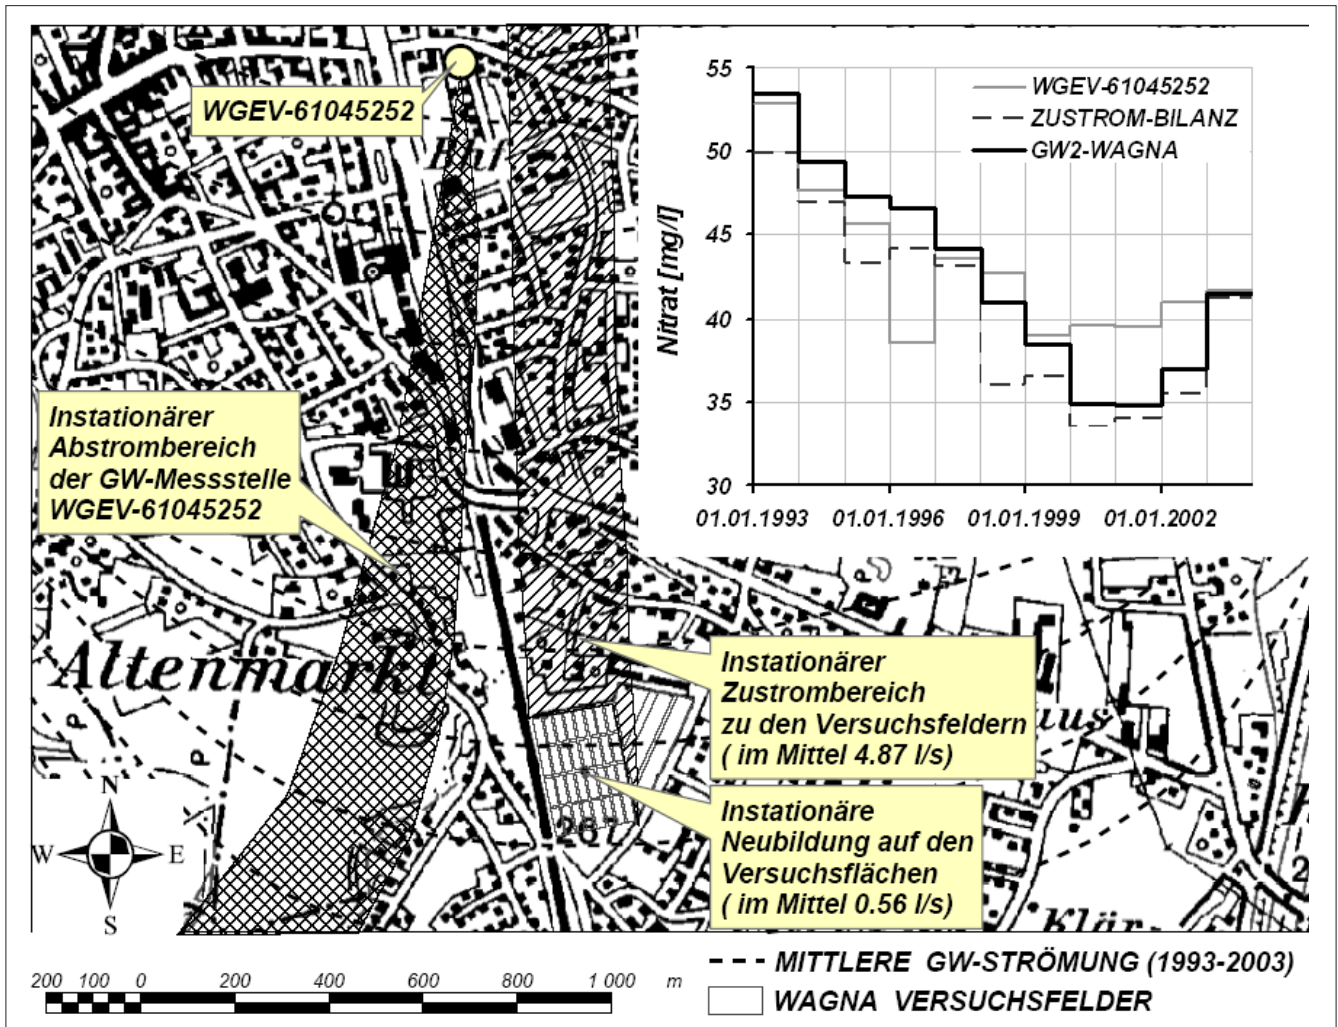 WGEV-61045252
Instationärer
Abstrombereich
der GW-Messstelle
WGEV-61045252
Altenmarkt
P
P
P
N
W
E
S
Nitrat [mg/l]
55
50
45
40
35
30
01.01.1993
01.01.1996
01.01.1999
01.01.2002
WGEV-61045252
ZUSTROM-BILANZ
GW2-WAGNA
Instationärer
Zustrombereich
zu den Versuchsfeldern
( im Mittel 4.87 l/s)
Instationäre
Neubildung auf den
Versuchsflächen
( im Mittel 0.56 l/s)
Klär-
200 100 0 200 400 600 800 1 000 m
MITTLERE GW-STRÖMUNG (1993-2003)
WAGNA VERSUCHSFELDER